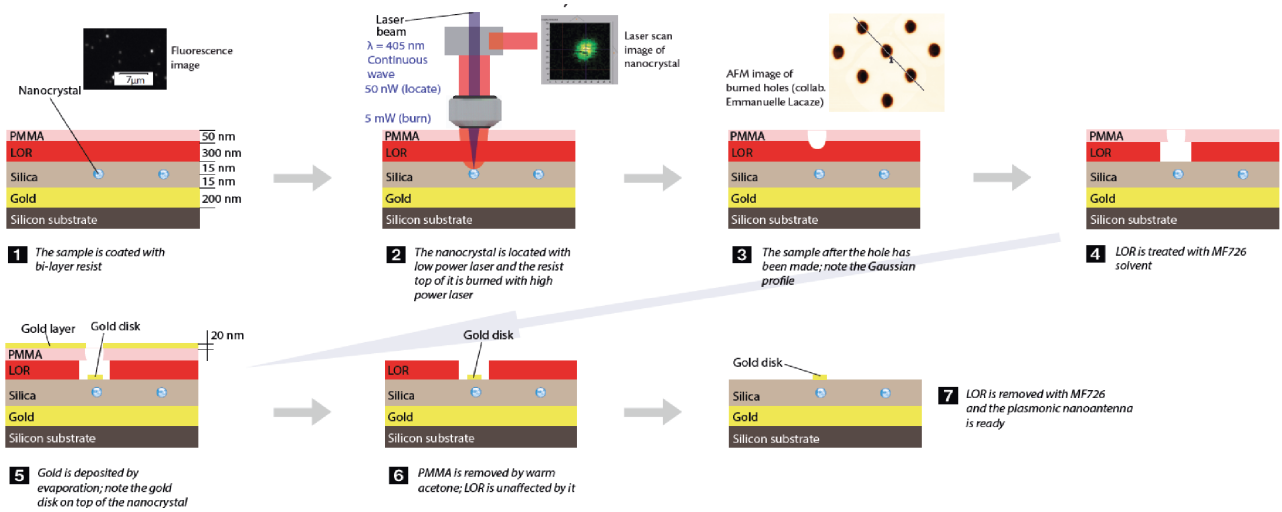 Fluorescence
image
7μm
Nanocrystal
PMMA
LOR
Silica
Gold
Silicon substrate
50 nm
300 nm
15 nm
15 nm
200 nm
1 The sample is coated with
bi-layer resist
Laser
beam
λ = 405 nm
Continuous
wave
50 nW (locate)
5 mW (burn)
Laser scan
image of
nanocrystal
PMMA
LOR
Silica
Gold
Silicon substrate
2 The nanocrystal is located with
low power laser and the resist
top of it is burned with high
power laser
AFM image of
burned holes (collab.
Emmanuelle Lacaze)
1
PMMA
LOR
Silica
Gold
Silicon substrate
3 The sample after the hole has
been made; note the Gaussian
profile
PMMA
LOR
Silica
Gold
Silicon substrate
4 LOR is treated with MF726
solvent
Gold layer
Gold disk
20 nm
PMMA
LOR
Silica
Gold
Silicon substrate
5 Gold is deposited by
evaporation; note the gold
disk on top of the nanocrystal
Gold disk
LOR
Silica
Gold
Silicon substrate
6 PMMA is removed by warm
acetone; LOR is unaffected by it
Gold disk
Silica
Gold
Silicon substrate
7 LOR is removed with MF726
and the plasmonic nanoantenna
is ready